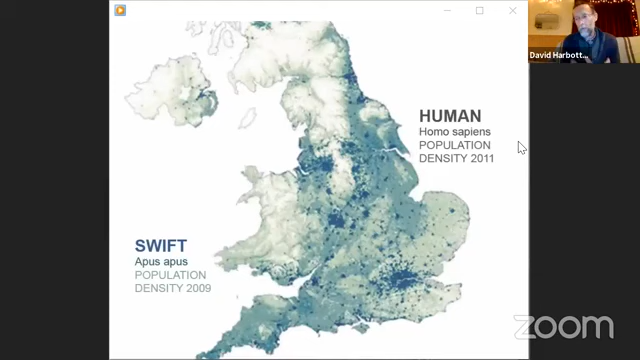 David Harbott...
HUMAN
Homo sapiens
POPULATION
DENSITY 2011
SWIFT
Apus apus
POPULATION
DENSITY 2009
zoom